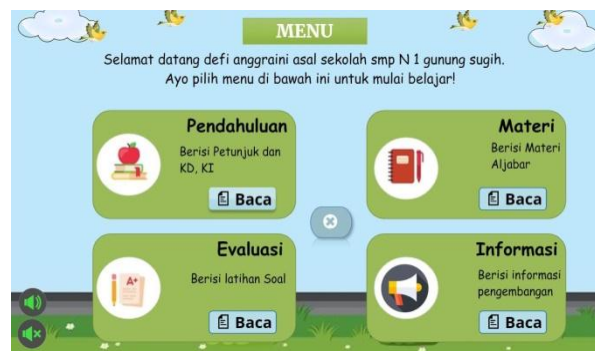 MENU
Selamat datang defi anggraini asal sekolah smp N 1 gunung sugih.
Ayo pilih menu di bawah ini untuk mulai belajar!
Pendahuluan
Berisi Petunjuk dan
KD, KI
Baca
Materi
Berisi Materi
Aljabar
Baca
Evaluasi
A+
Berisi latihan Soal
Baca
Informasi
Berisi informasi
pengembangan
Baca